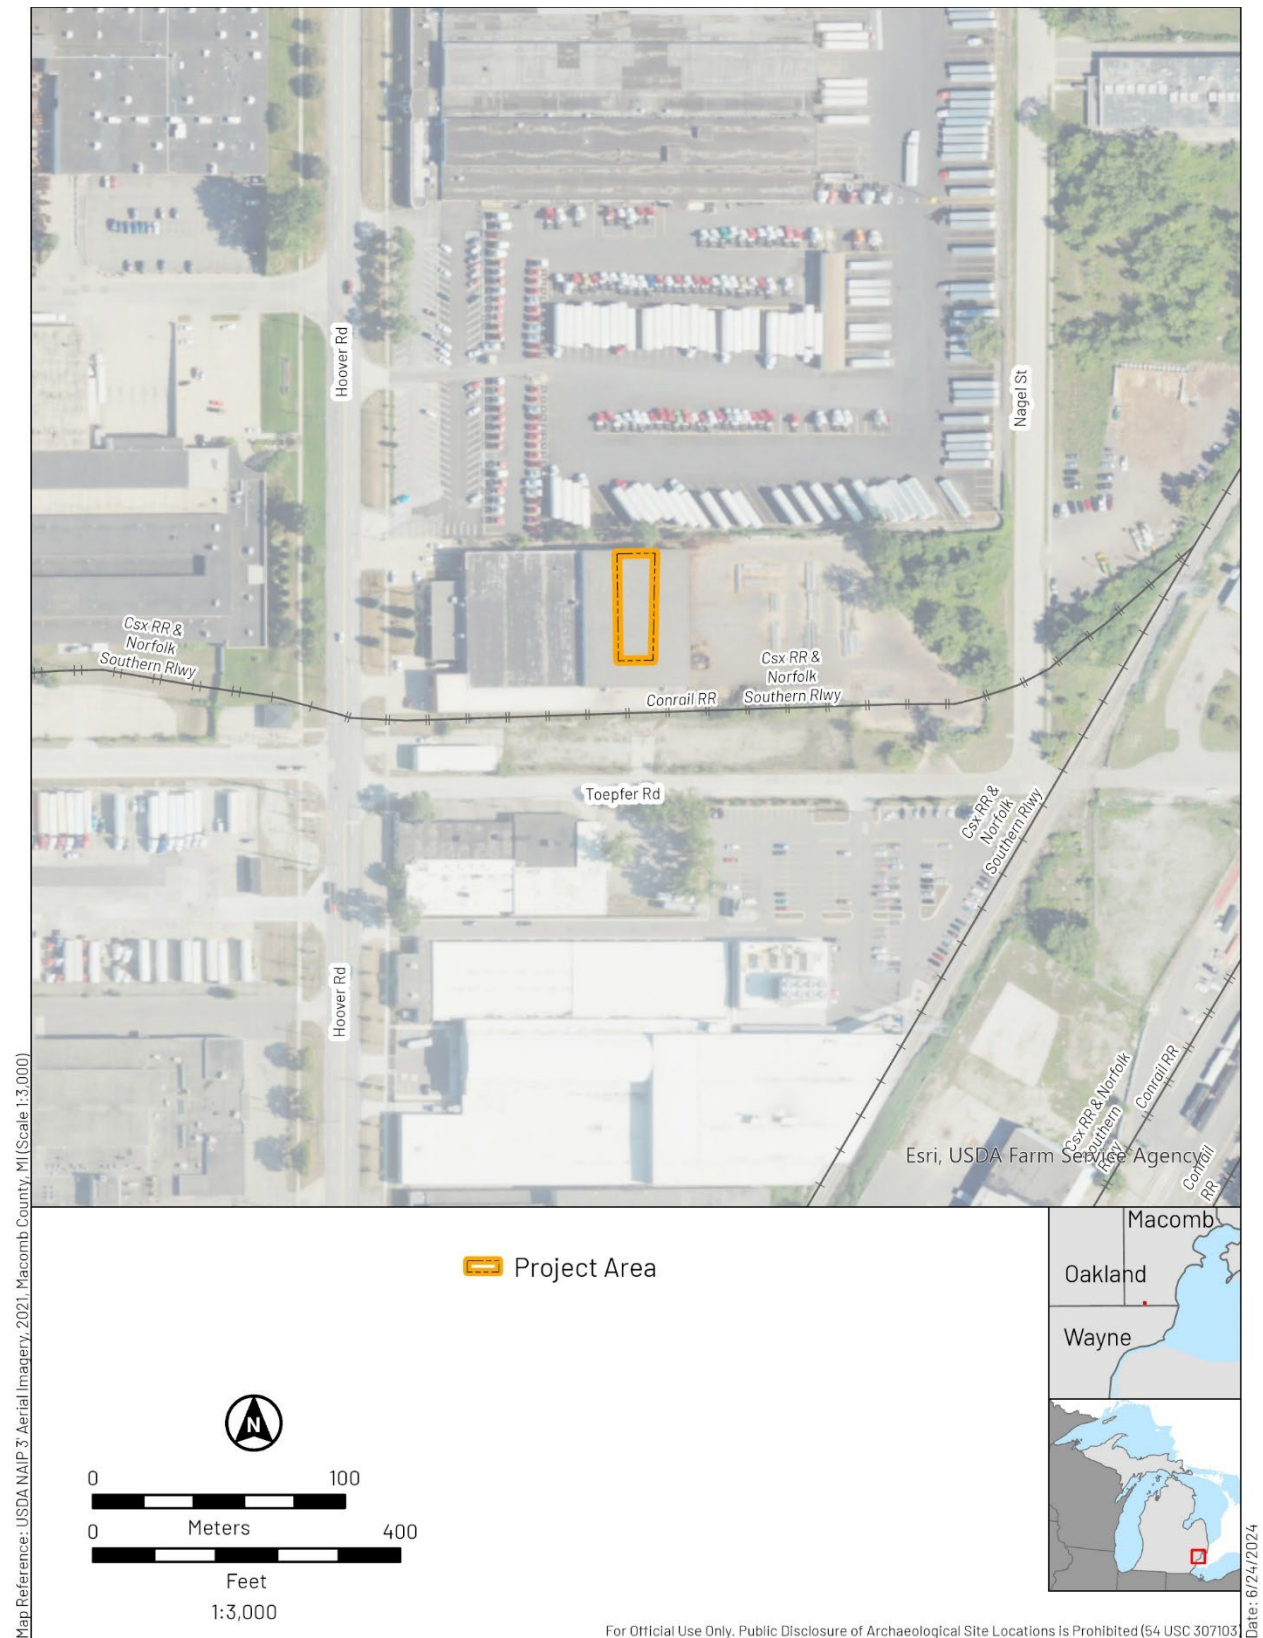 Hoover Rd
Nagel St
Csx RR &
Norfolk
Southern Rlwy
Csx RR &
Norfolk
Southern Rlwy
Conrail RR
Toepfer Rd
Csx RR &
Norfolk
Southern Rlwy
Hoover Rd
Csx RR & Norfolk
Southern
Rlwy
Conrail RR
Conrail
RR
Esri, USDA Farm Service Agency
Map Reference: USDA NAIP 3' Aerial Imagery, 2021, Macomb County, MI (Scale 1:3,000)
Project Area
Macomb
Oakland
Wayne
N
0 100
Meters
0 400
Feet
1:3,000
For Official Use Only. Public Disclosure of Archaeological Site Locations is Prohibited (54 USC 307103)
Date: 6/24/2024